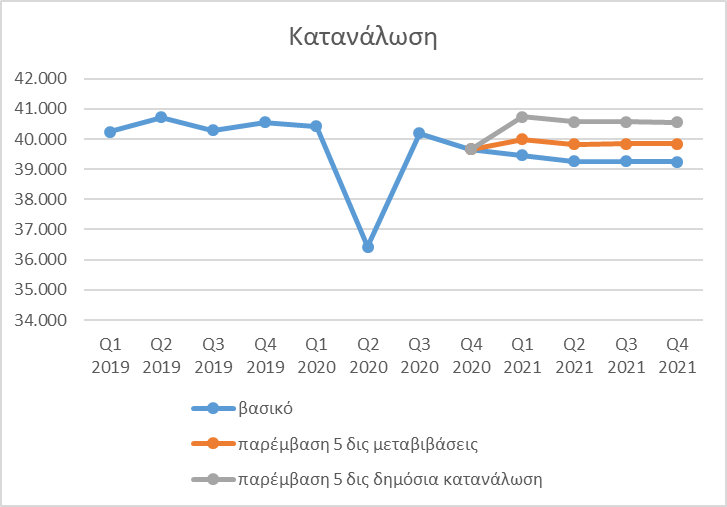 Κατανάλωση
42.000
41.000
40.000
39.000
38.000
37.000
36.000
35.000
34.000
Q1 Q2 Q3 Q4 Q1 Q2 Q3 Q4 Q1 Q2 Q3 Q4
2019 2019 2019 2019 2020 2020 2020 2020 2021 2021 2021 2021
βασικό
παρέμβαση 5 δις μεταβιβάσεις
παρέμβαση 5 δις δημόσια κατανάλωση